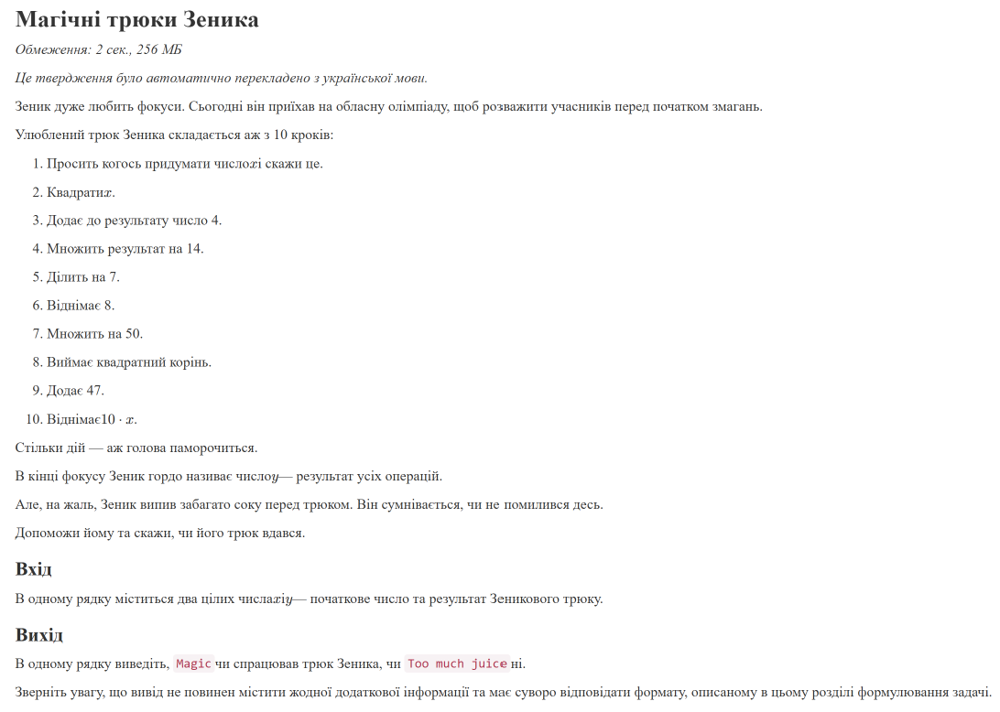 Магічні трюки Зеника
Обмеження: 2 сек., 256 МБ
Це твердження було автоматично перекладено з української мови.
Зеник дуже любить фокуси. Сьогодні він приїхав на обласну олімпіаду, щоб розважити учасників перед початком змагань.
Улюблений трюк Зеника складається аж з 10 кроків:
1. Просить когось придумати числоxі скажи це.
2. Квадратиx.
3. Додає до результату число 4.
4. Множить результат на 14.
5. Ділить на 7.
6. Віднімає 8.
7. Множить на 50.
8. Виймає квадратний корінь.
9. Додає 47.
10. Віднімає10 · x.
Стільки дій — аж голова паморочиться.
В кінці фокусу Зеник гордо називає числоy— результат усіх операцій.
Але, на жаль, Зеник випив забагато соку перед трюком. Він сумнівається, чи не помилився десь.
Допоможи йому та скажи, чи його трюк вдався.
Вхід
В одному рядку міститься два цілих числаxіy— початкове число та результат Зеникового трюку.
Вихід
В одному рядку виведіть, Magic чи спрацював трюк Зеника, чи Too much juice ні.
Зверніть увагу, що вивід не повинен містити жодної додаткової інформації та має суворо відповідати формату, описаному в цьому розділі формулювання задачі.